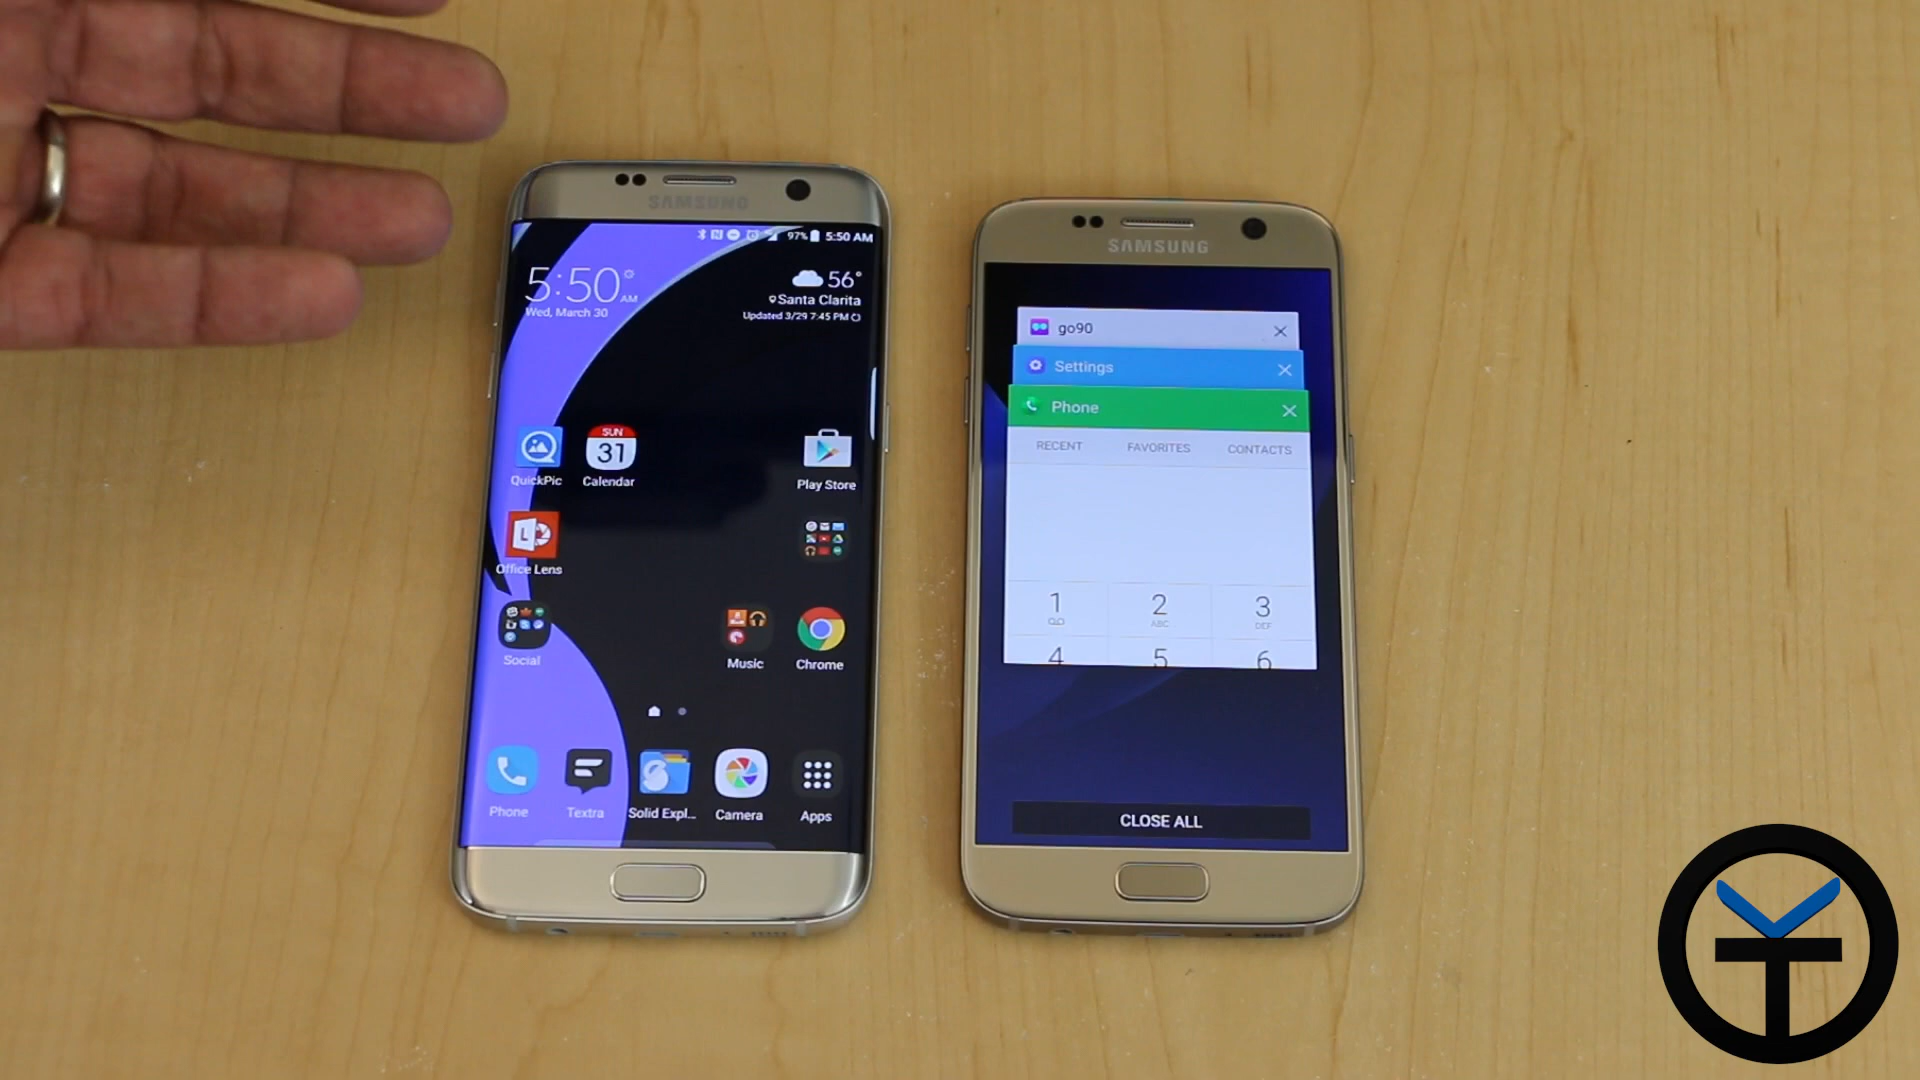 SAMSUNG
97% 5:50 AM
5:50 AM
Wed, March 30
56°
Santa Clarita
Updated 3/29 7:45 PM
QuickPic
SUN
31
Calendar
Play Store
L
Office Lens
Social
Music
Chrome
Phone
Textra
Solid Expl...
Camera
Apps
SAMSUNG
go90
Settings
Phone
RECENT FAVORITES CONTACTS
1 2 3
ABC DEF
4 5 6
CLOSE ALL